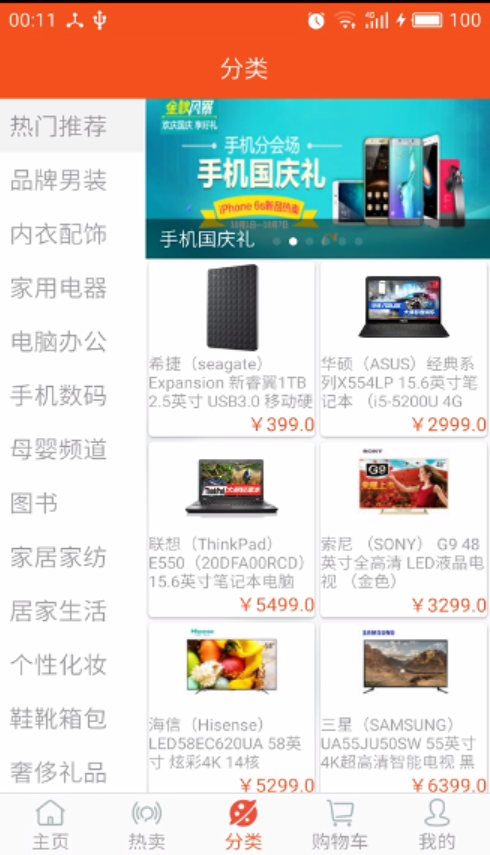 00:11
4G
100
分类
热门推荐
品牌男装
内衣配饰
家用电器
电脑办公
手机数码
母婴频道
图书
家居家纺
居家生活
个性化妆
鞋靴箱包
奢侈礼品
金秋风暴
欢庆国庆 享好礼
手机分会场
手机国庆礼
iPhone 6s新品热卖
手机国庆礼
希捷（seagate）
Expansion 新睿翼1TB
2.5英寸 USB3.0 移动硬
￥399.0
华硕（ASUS）经典系
列X554LP 15.6英寸笔
记本 （i5-5200U 4G
￥2999.0
联想（ThinkPad）
E550（20DFA00RCD）
15.6英寸笔记本电脑
￥5499.0
SONY
G9
48"
索尼 （SONY） G9 48
英寸全高清 LED液晶电
视 （金色）
￥3299.0
Hisense
海信（Hisense）
LED58EC620UA 58英
寸 炫彩4K 14核
￥5299.0
SAMSUNG
三星（SAMSUNG）
UA55JU50SW 55英寸
4K超高清智能电视 黑
￥6399.0
主页
热卖
分类
购物车
我的